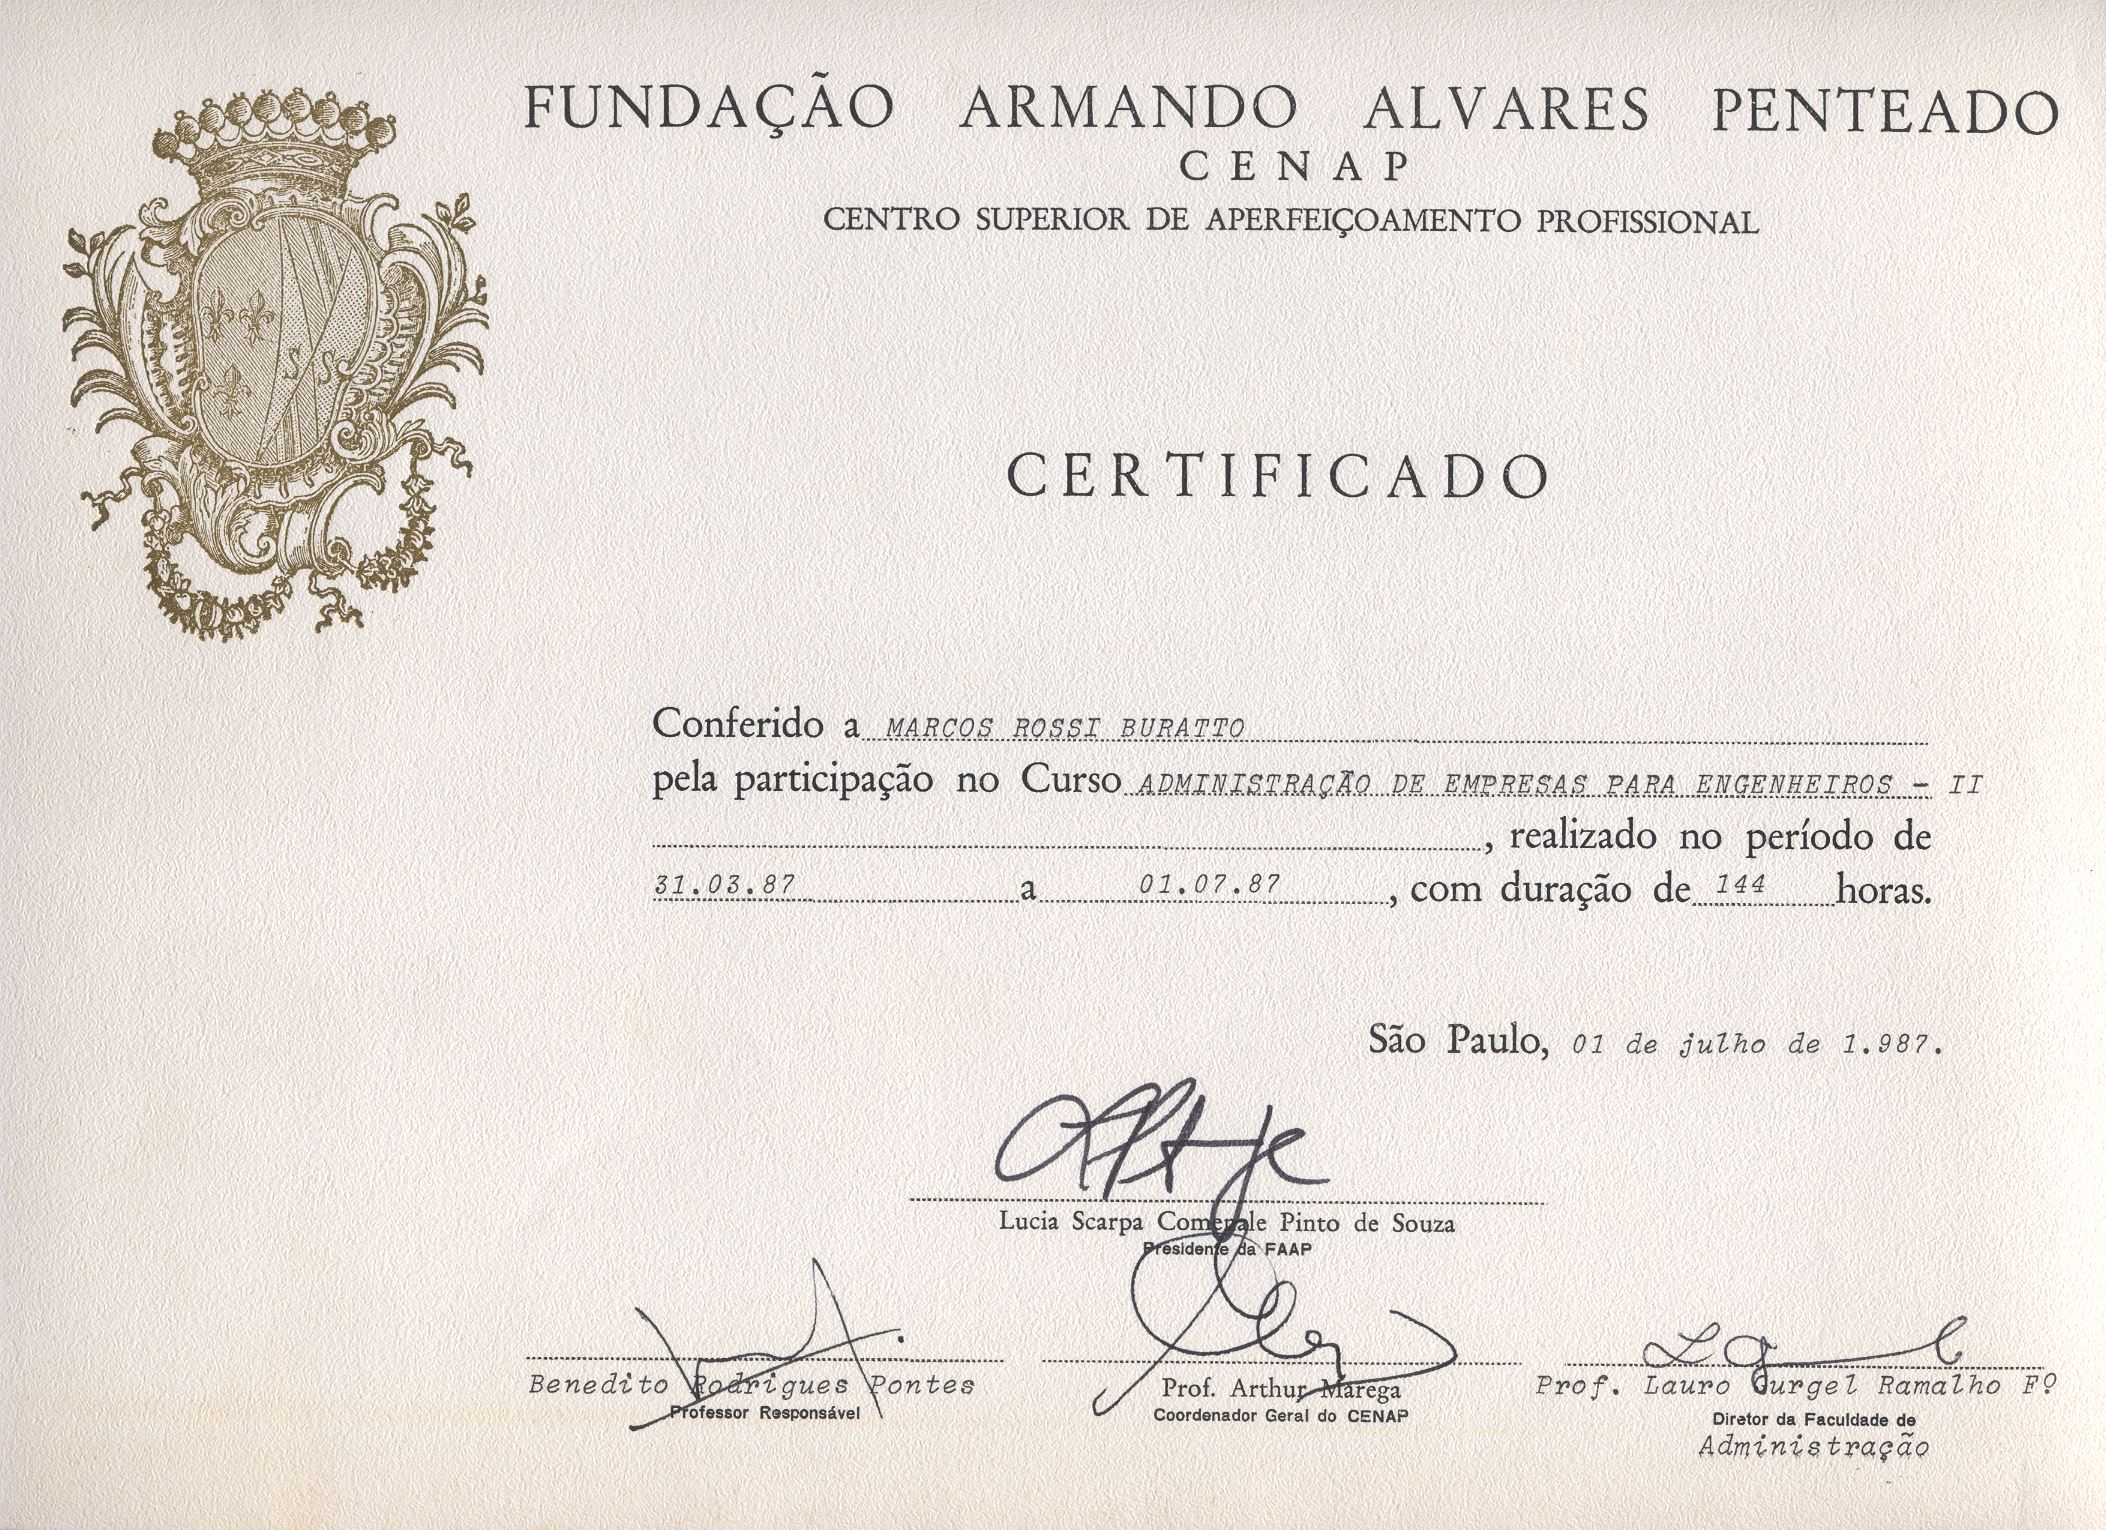 FUNDAÇÃO ARMANDO ALVARES PENTEADO
CENAP
CENTRO SUPERIOR DE APERFEIÇOAMENTO PROFISSIONAL
S S
CERTIFICADO
Conferido a MARCOS ROSSI BURATTO
pela participação no Curso ADMINISTRAÇÃO DE EMPRESAS PARA ENGENHEIROS - II
, realizado no período de
31.03.87 a 01.07.87, com duração de 144 horas.
São Paulo, 01 de julho de 1.987.
Lucia Scarpa Comenale Pinto de Souza
Presidente da FAAP
Benedito Rodrigues Pontes
Professor Responsável
Prof. Arthur Marega
Coordenador Geral do CENAP
Prof. Lauro Gurgel Ramalho Fº
Diretor da Faculdade de
Administração